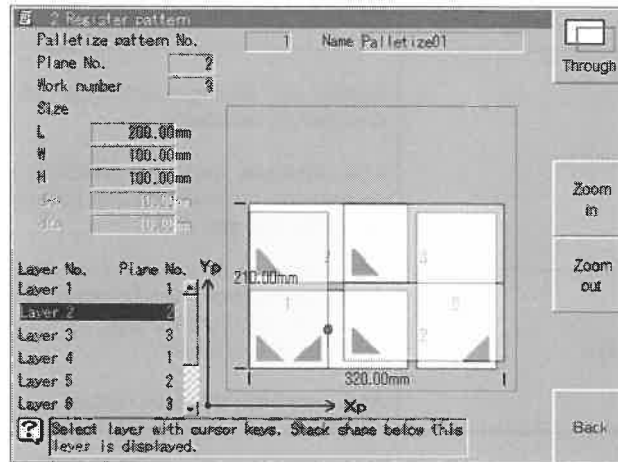 2 Register pattern
Palletize pattern No. 1 Name Palletize01
Plane No. 2
Work number
Size
L 200.00mm
W 100.00mm
H 100.00mm
Through
Zoom in
Zoom out
Back
Layer No. Plane No.
Layer 1 1
Layer 2 2
Layer 3 3
Layer 4 1
Layer 5 2
Layer 6 3
Yp
210.00mm
1
3
2
320.00mm
Xp
Select layer with cursor keys. Stack shape below this
layer is displayed.